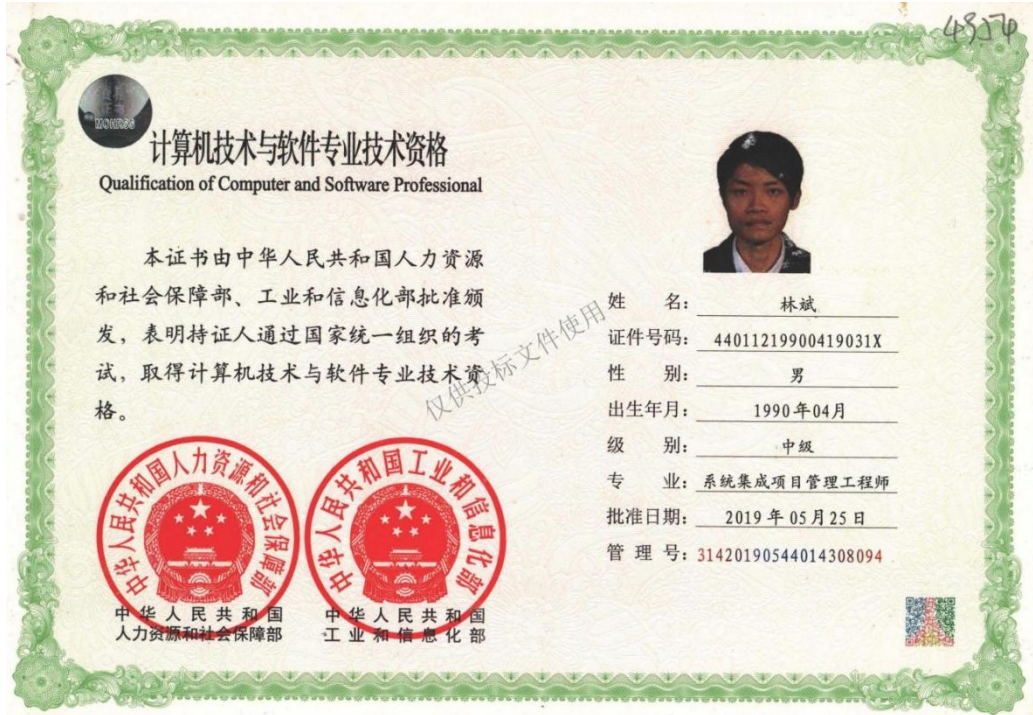 48574
MOHRSS
计算机技术与软件专业技术资格
Qualification of Computer and Software Professional
本证书由中华人民共和国人力资源
和社会保障部、工业和信息化部批准颁
发，表明持证人通过国家统一组织的考
试，取得计算机技术与软件专业技术资
格。
仅供投标文件使用
中华人民共和国人力资源和社会保障部
中华人民共和国工业和信息化部
中华人民共和国
人力资源和社会保障部
中华人民共和国
工业和信息化部
姓 名： 林斌
证件号码： 44011219900419031X
性 别： 男
出生年月： 1990年04月
级 别： 中级
专 业： 系统集成项目管理工程师
批准日期： 2019年05月25日
管 理 号： 31420190544014308094